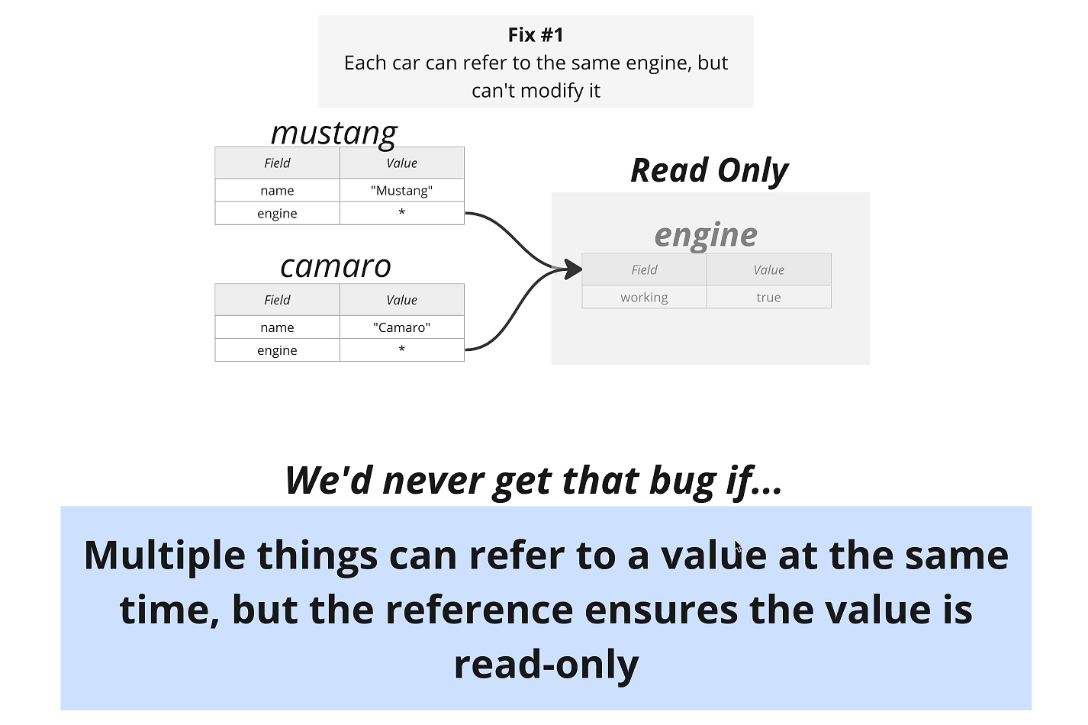 Fix #1
Each car can refer to the same engine, but
can't modify it
mustang
Field Value
name "Mustang"
engine *
camaro
Field Value
name "Camaro"
engine *
Read Only
engine
Field Value
working true
We'd never get that bug if...
Multiple things can refer to a value at the same
time, but the reference ensures the value is
read-only